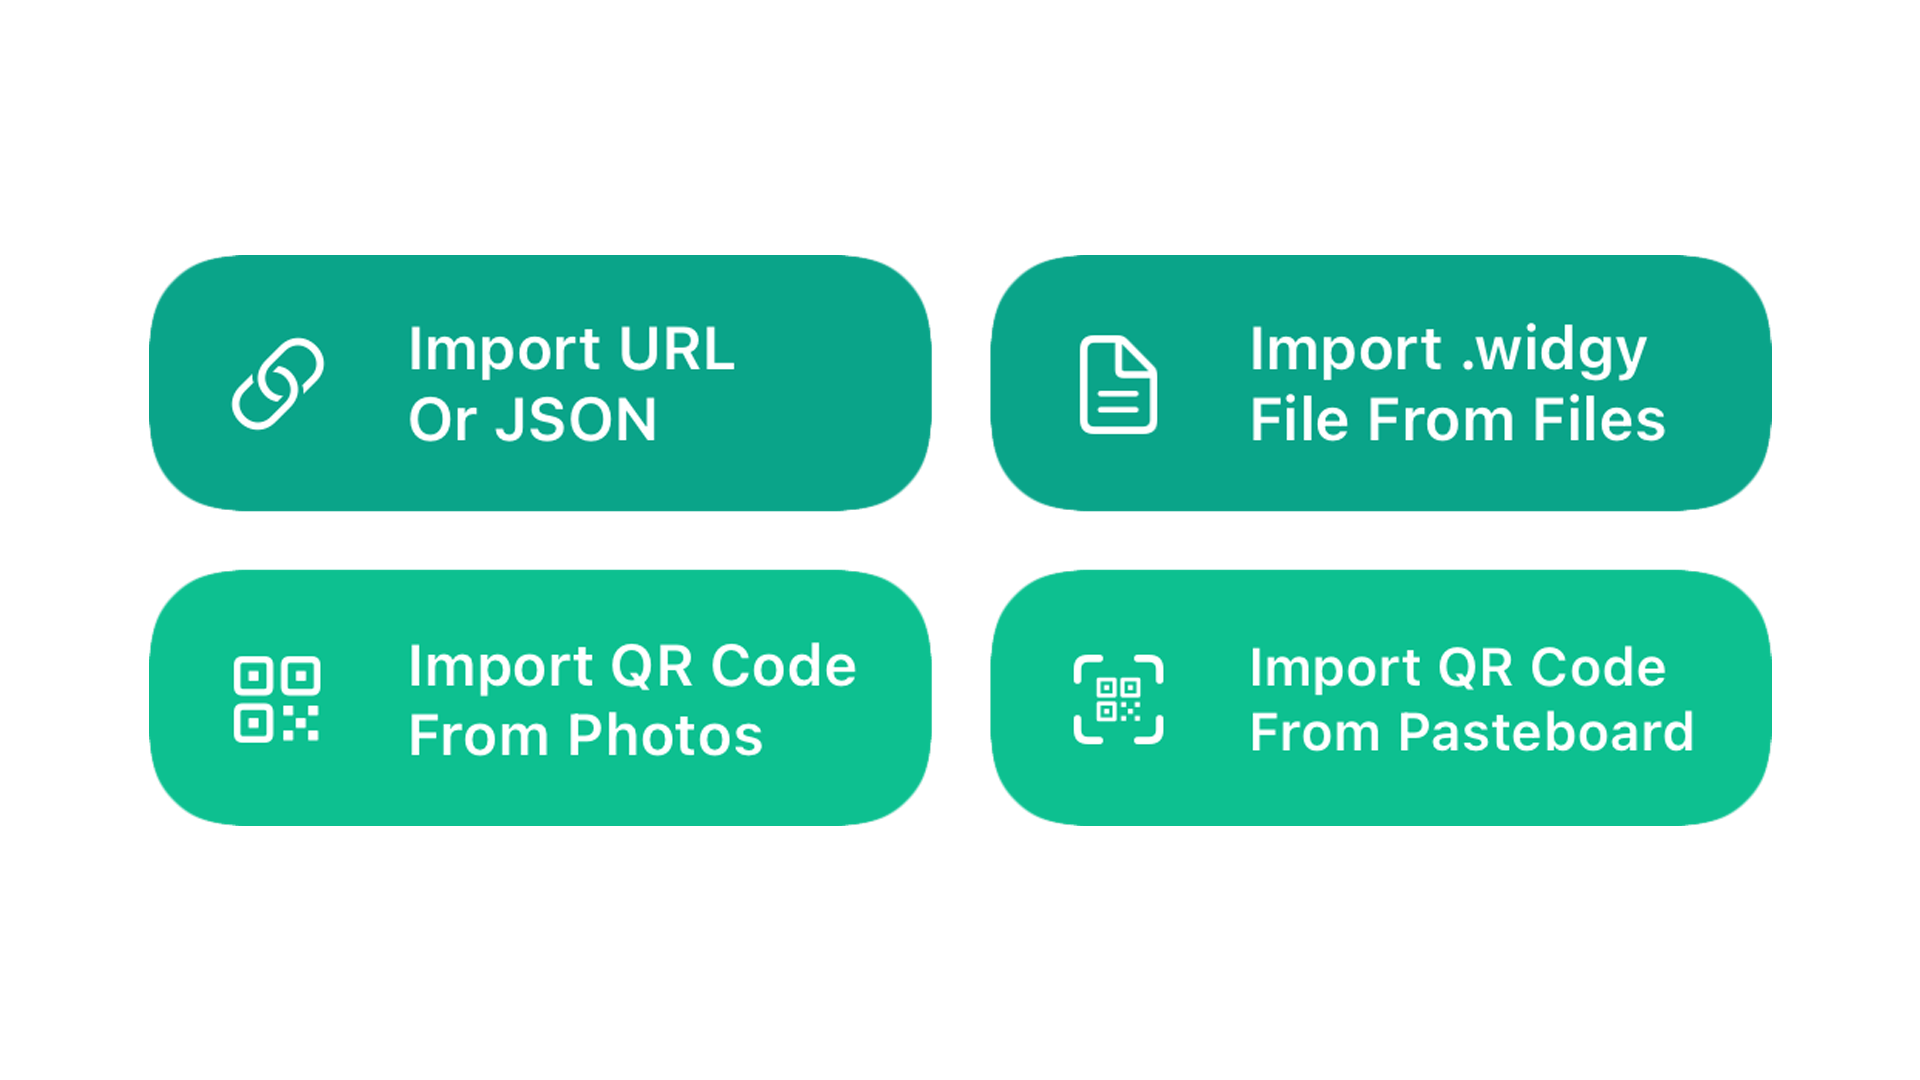 Import URL
Or JSON
Import .widgy
File From Files
Import QR Code
From Photos
Import QR Code
From Pasteboard